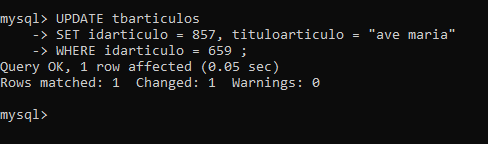 mysql> UPDATE tbarticulos
    -> SET idarticulo = 857, tituloarticulo = "ave maria"
    -> WHERE idarticulo = 659 ;
Query OK, 1 row affected (0.05 sec)
Rows matched: 1  Changed: 1  Warnings: 0
mysql>